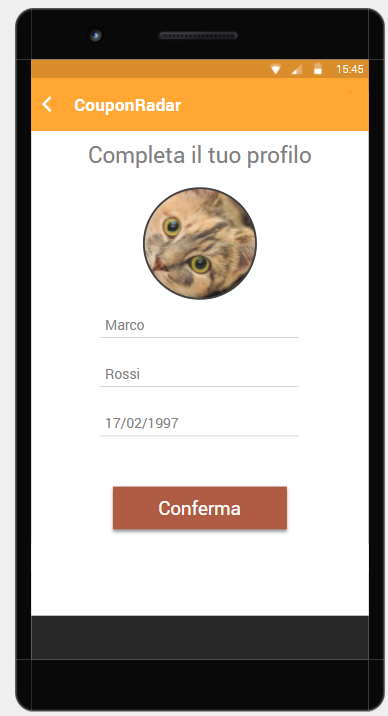 15:45
CouponRadar
Completa il tuo profilo
Marco
Rossi
17/02/1997
Conferma